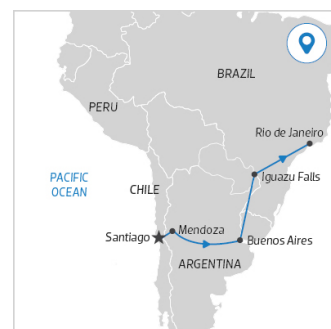 BRAZIL
PERU
Rio de Janeiro
PACIFIC
OCEAN
CHILE
Iguazu Falls
Santiago
Mendoza
Buenos Aires
ARGENTINA